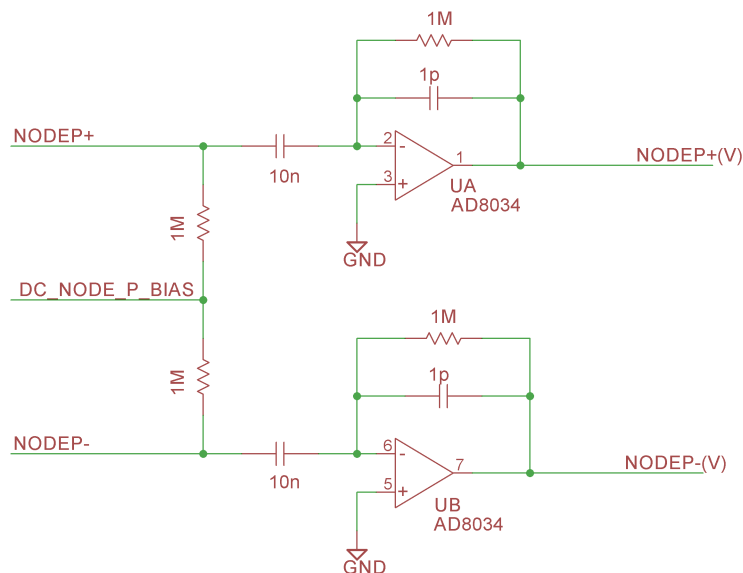 1M
1p
NODEP+
2
-
1
NODEP+(V)
10n
3
+
UA
AD8034
1M
GND
DC_NODE_P_BIAS
1M
1M
1p
NODEP-
6
-
7
NODEP-(V)
10n
5
+
UB
AD8034
GND